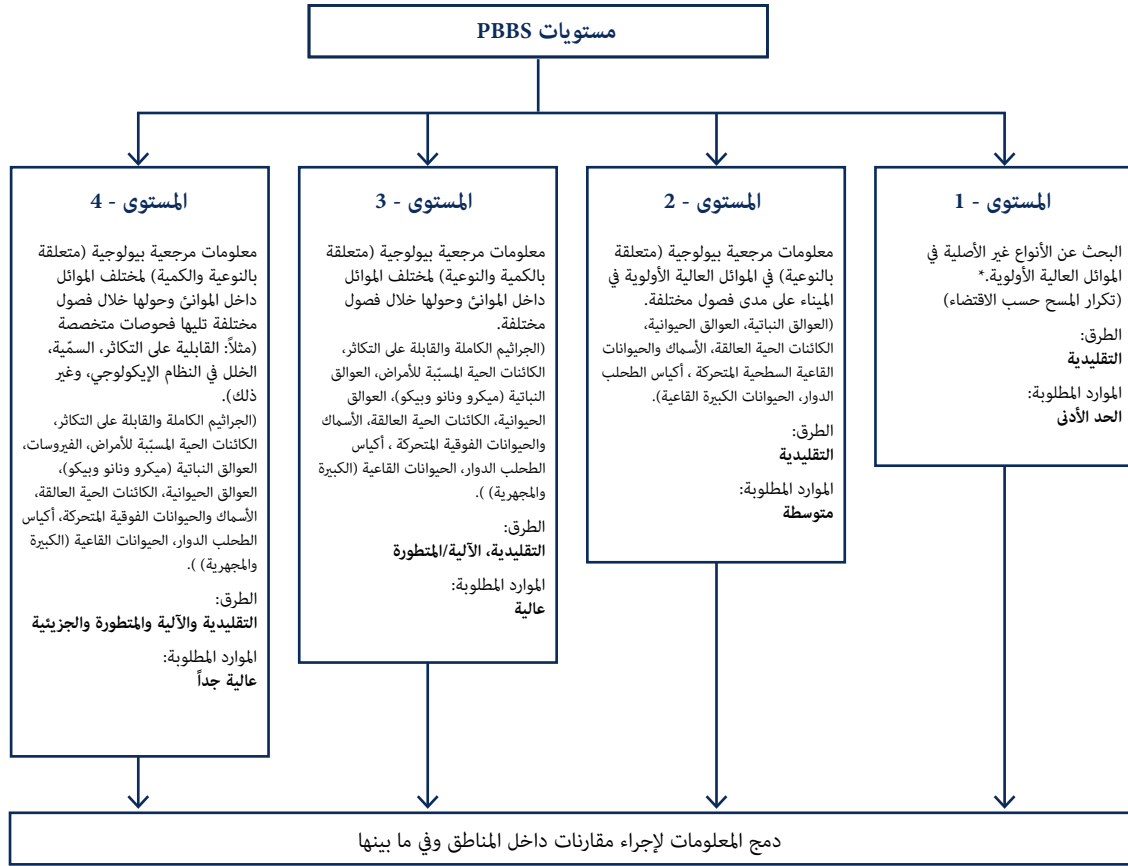 مستويات PBBS
المستوى - 1
البحث عن الأنواع غير الأصلية في
الموائل العالية الأولوية.*
(تكرار المسح حسب الاقتضاء)
الطرق:
التقليدية
الموارد المطلوبة:
الحد الأدنى
المستوى - 2
معلومات مرجعية بيولوجية (متعلقة
بالنوعية) في الموائل العالية الأولوية في
الميناء على مدى فصول مختلفة.
(العوالق النباتية، العوالق الحيوانية،
الكائنات الحية العالقة، الأسماك والحيوانات
القاعية السطحية المتحركة ، أكياس الطحلب
الدوار، الحيوانات الكبيرة القاعية).
الطرق:
التقليدية
الموارد المطلوبة:
متوسطة
المستوى - 3
معلومات مرجعية بيولوجية (متعلقة
بالكمية والنوعية) لمختلف الموائل
داخل الموانئ وحولها خلال فصول
مختلفة.
(الجراثيم الكاملة والقابلة على التكاثر،
الكائنات الحية المسبّبة للأمراض، العوالق
النباتية (ميكرو ونانو وبيكو)، العوالق
الحيوانية، الكائنات الحية العالقة، الأسماك
والحيوانات الفوقية المتحركة ، أكياس
الطحلب الدوار، الحيوانات القاعية (الكبيرة
والمجهرية) ).
الطرق:
التقليدية، الآلية/المتطورة
الموارد المطلوبة:
عالية
المستوى - 4
معلومات مرجعية بيولوجية (متعلقة
بالنوعية والكمية) لمختلف الموائل
داخل الموانئ وحولها خلال فصول
مختلفة تليها فحوصات متخصصة
(مثلاً: القابلية على التكاثر، السمّية،
الخلل في النظام الإيكولوجي، وغير
ذلك).
(الجراثيم الكاملة والقابلة على التكاثر،
الكائنات الحية المسبّبة للأمراض، الفيروسات،
العوالق النباتية (ميكرو ونانو وبيكو)،
العوالق الحيوانية، الكائنات الحية العالقة،
الأسماك والحيوانات الفوقية المتحركة، أكياس
الطحلب الدوار، الحيوانات القاعية (الكبيرة
والمجهرية) ).
الطرق:
التقليدية والآلية والمتطورة والجزيئية
الموارد المطلوبة:
عالية جداً
دمج المعلومات لإجراء مقارنات داخل المناطق وفي ما بينها